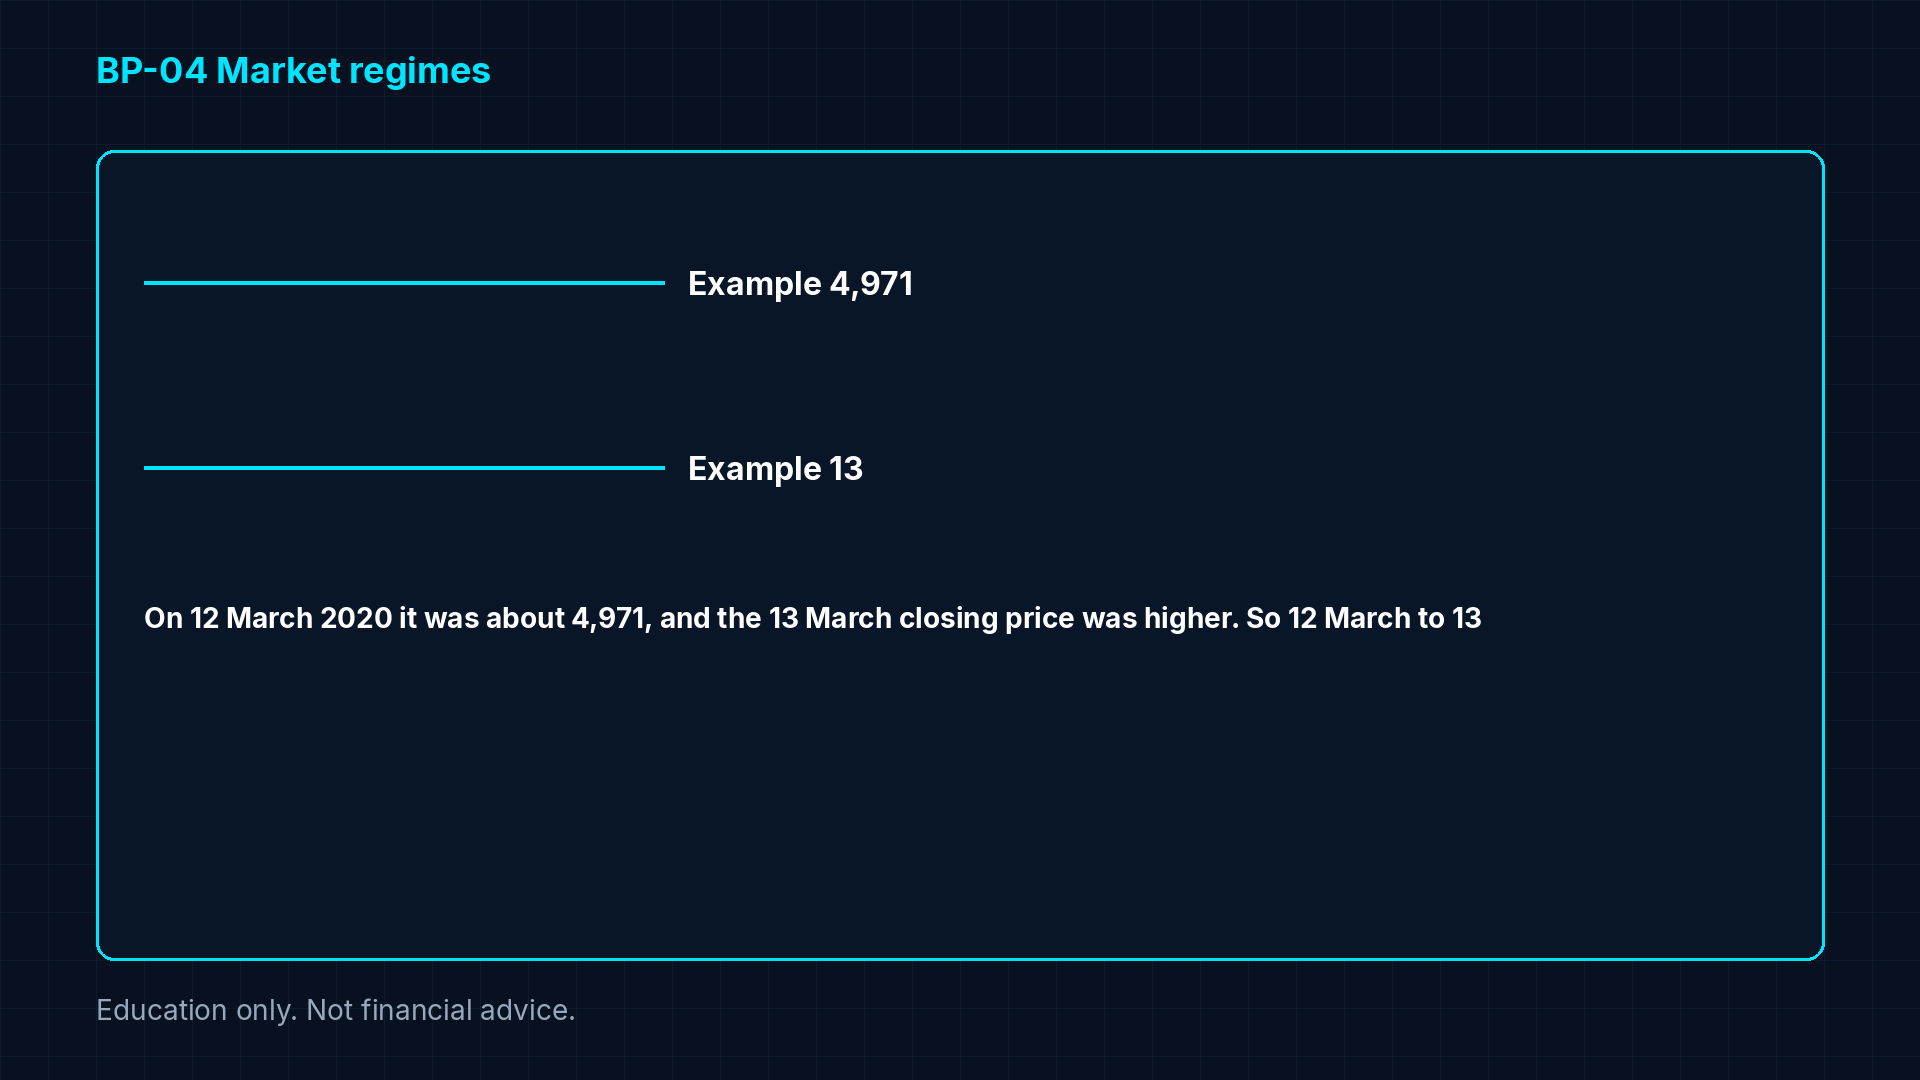 BP-04 Market regimes
Example 4,971
Example 13
On 12 March 2020 it was about 4,971, and the 13 March closing price was higher. So 12 March to 13
Education only. Not financial advice.